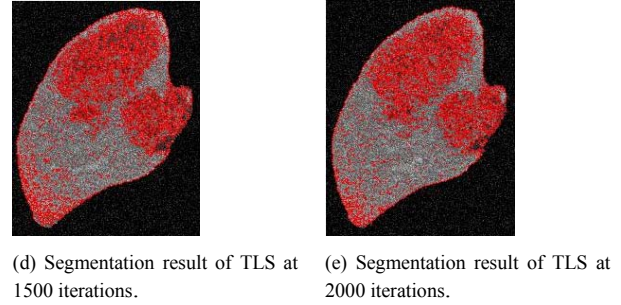 (d) Segmentation result of TLS at
1500 iterations.
(e) Segmentation result of TLS at
2000 iterations.